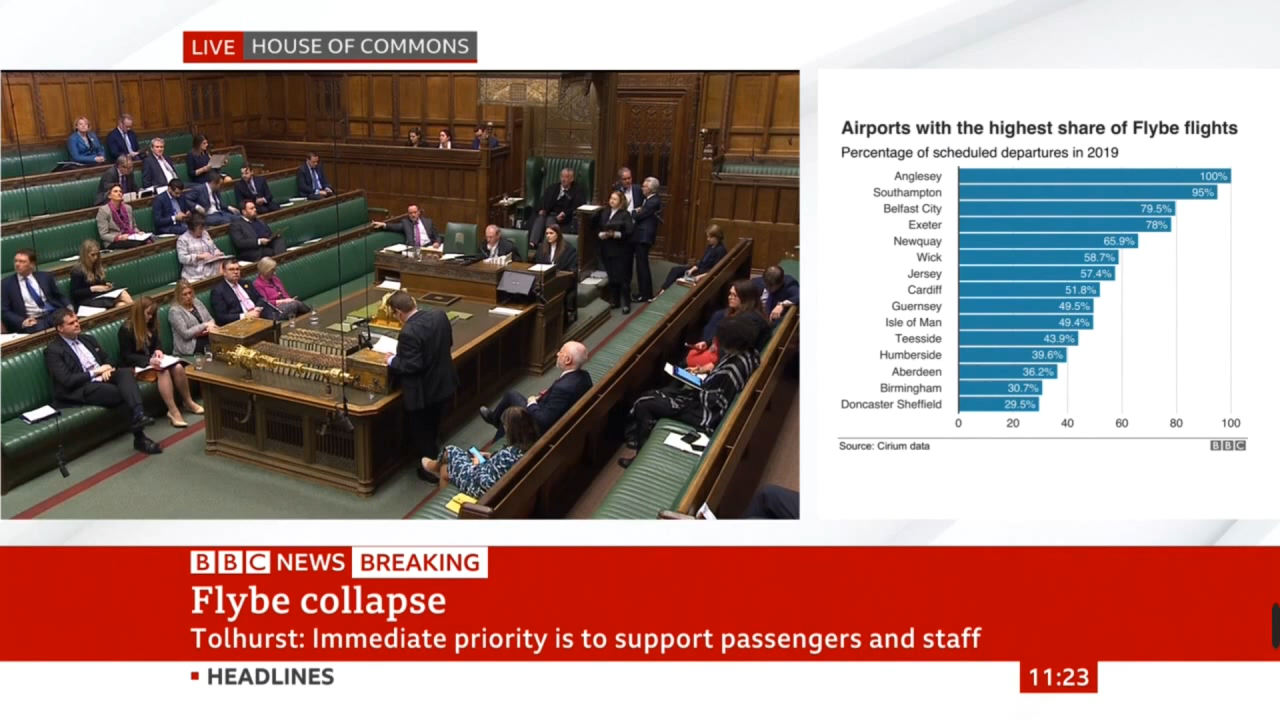 LIVE HOUSE OF COMMONS
Airports with the highest share of Flybe flights
Percentage of scheduled departures in 2019
Anglesey 100%
Southampton 95%
Belfast City 79.5%
Exeter 78%
Newquay 65.9%
Wick 58.7%
Jersey 57.4%
Cardiff 51.8%
Guernsey 49.5%
Isle of Man 49.4%
Teesside 43.9%
Humberside 39.6%
Aberdeen 36.2%
Birmingham 30.7%
Doncaster Sheffield 29.5%
0 20 40 60 80 100
Source: Cirium data BBC
BBC NEWS BREAKING
Flybe collapse
Tolhurst: Immediate priority is to support passengers and staff
HEADLINES 11:23